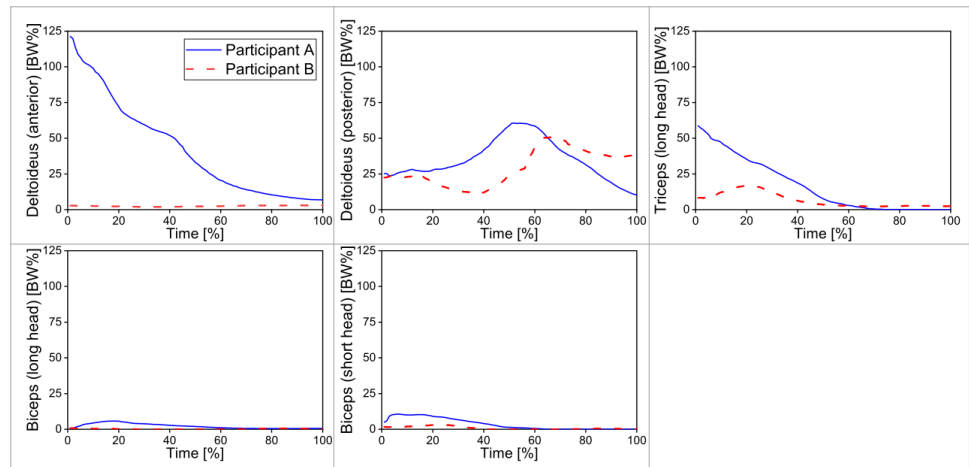 Deltoideus (anterior) [BW%]
125
100
75
50
25
0
Participant A
Participant B
0 20 40 60 80 100
Time [%]
Deltoideus (posterior) [BW%]
125
100
75
50
25
0
0 20 40 60 80 100
Time [%]
Triceps (long head) [BW%]
125
100
75
50
25
0
0 20 40 60 80 100
Time [%]
Biceps (long head) [BW%]
125
100
75
50
25
0
0 20 40 60 80 100
Time [%]
Biceps (short head) [BW%]
125
100
75
50
25
0
0 20 40 60 80 100
Time [%]